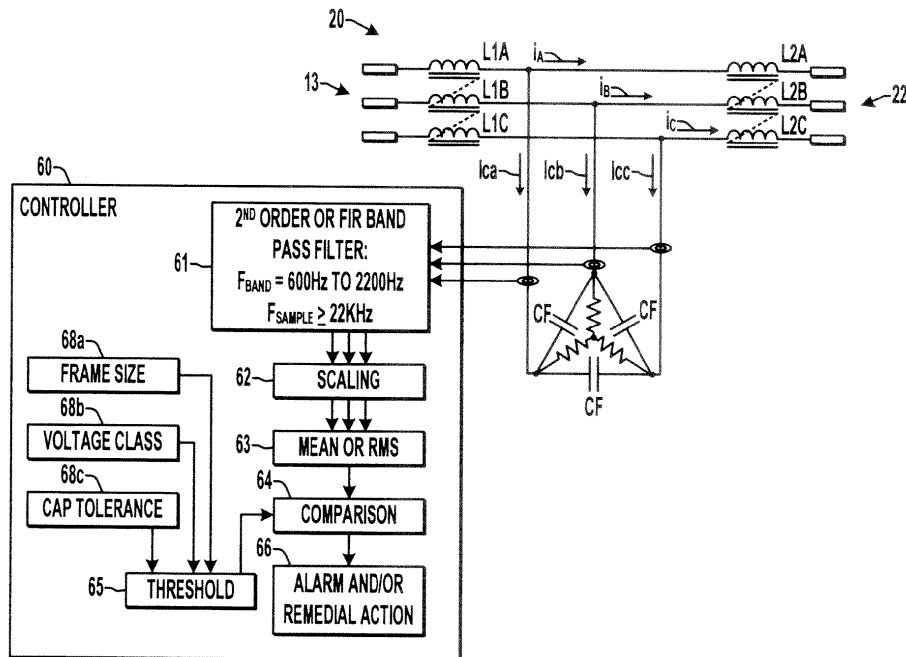 20
L1A
iA
L2A
13
L1B
iB
L2B
22
L1C
iC
L2C
Ica
Icb
Icc
60
CONTROLLER
61
2ND ORDER OR FIR BAND
PASS FILTER:
FBAND = 600Hz TO 2200Hz
FSAMPLE ≥ 22KHz
CF
CF
CF
68a
FRAME SIZE
62
SCALING
68b
VOLTAGE CLASS
63
MEAN OR RMS
68c
CAP TOLERANCE
64
COMPARISON
65
THRESHOLD
66
ALARM AND/OR
REMEDIAL ACTION